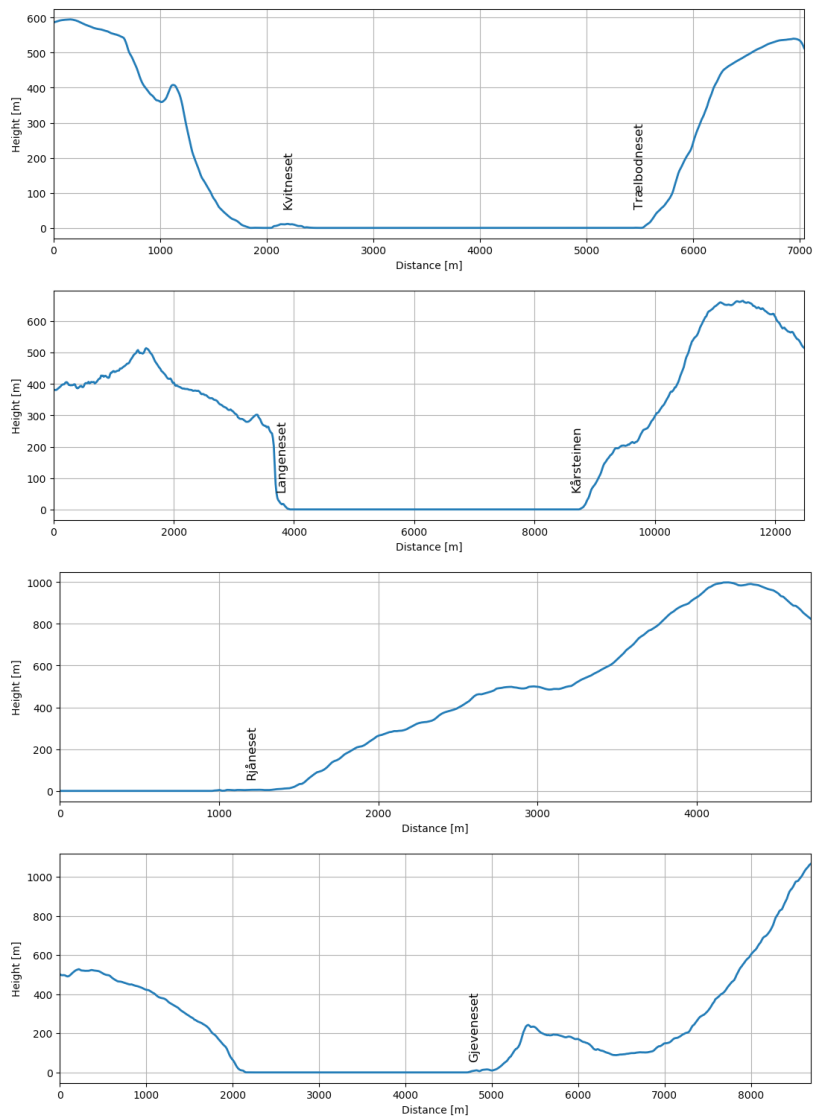 600
500
400
300
200
100
0
Height [m]
Kvitneset
Trælbodneset
0 1000 2000 3000 4000 5000 6000 7000
Distance [m]
600
500
400
300
200
100
0
Height [m]
Langeneset
Kårsteinen
0 2000 4000 6000 8000 10000 12000
Distance [m]
1000
800
600
400
200
0
Height [m]
Rjåneset
0 1000 2000 3000 4000
Distance [m]
1000
800
600
400
200
0
Height [m]
Gjeveneset
0 1000 2000 3000 4000 5000 6000 7000 8000
Distance [m]